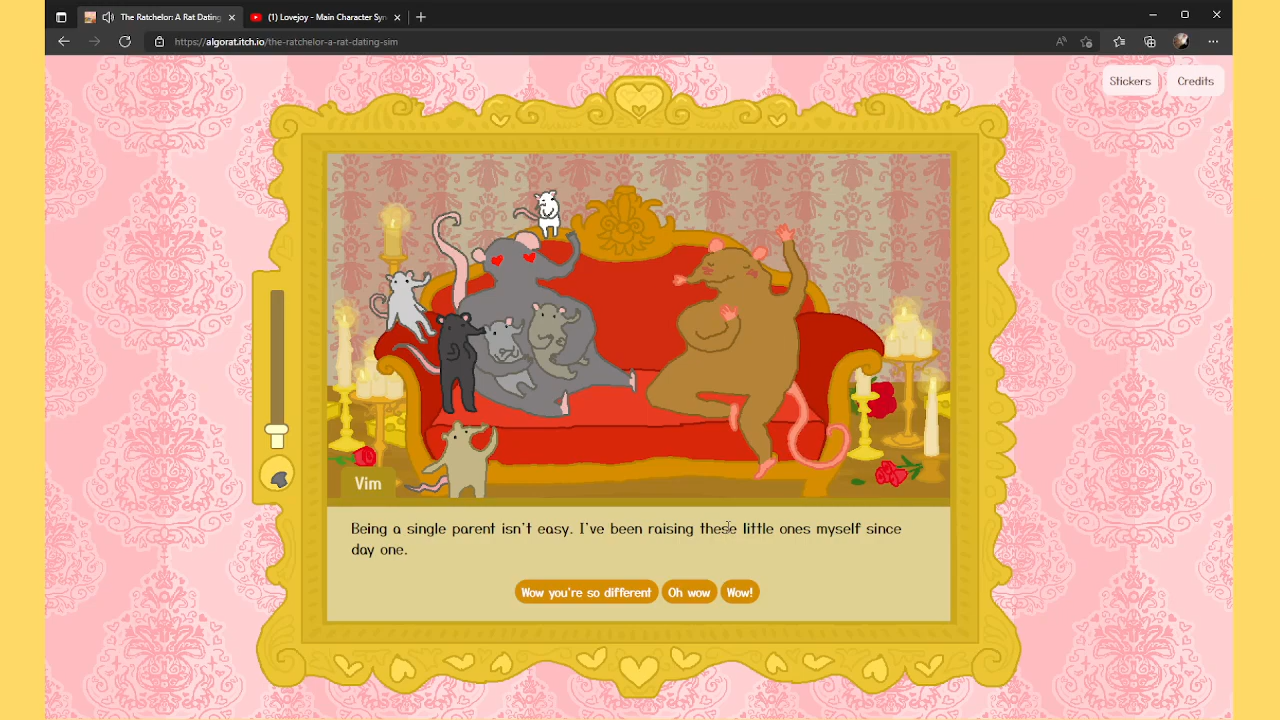 The Ratchelor: A Rat Dating
(1) Lovejoy - Main Character Syn
https://algorat.itch.io/the-ratchelor-a-rat-dating-sim
Stickers
Credits
Vim
Being a single parent isn't easy. I've been raising these little ones myself since
day one.
Wow you're so different
Oh wow
Wow!